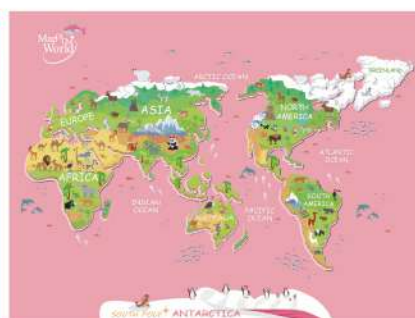 Map Of The
World
ARCTIC OCEAN
GREENLAND
EUROPE
ASIA
NORTH
AMERICA
ATLANTIC
OCEAN
AFRICA
INDIAN
OCEAN
AUSTRALIA
PACIFIC
OCEAN
SOUTH
AMERICA
SOUTH POLE+ ANTARCTICA